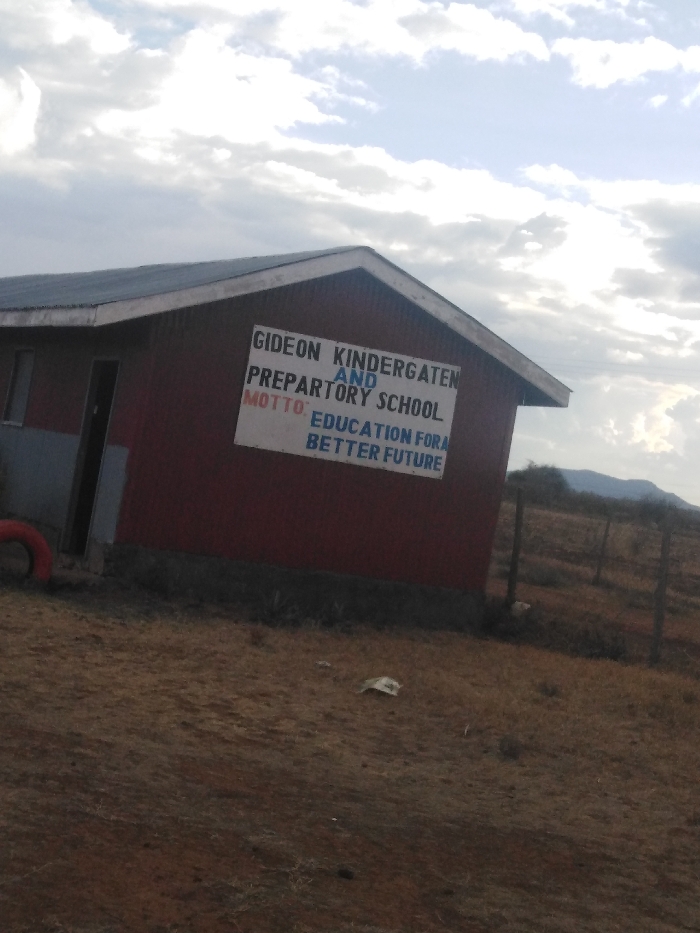 GIDEON KINDERGATEN
AND
PREPARTORY SCHOOL
MOTTO:
EDUCATION FOR A
BETTER FUTURE